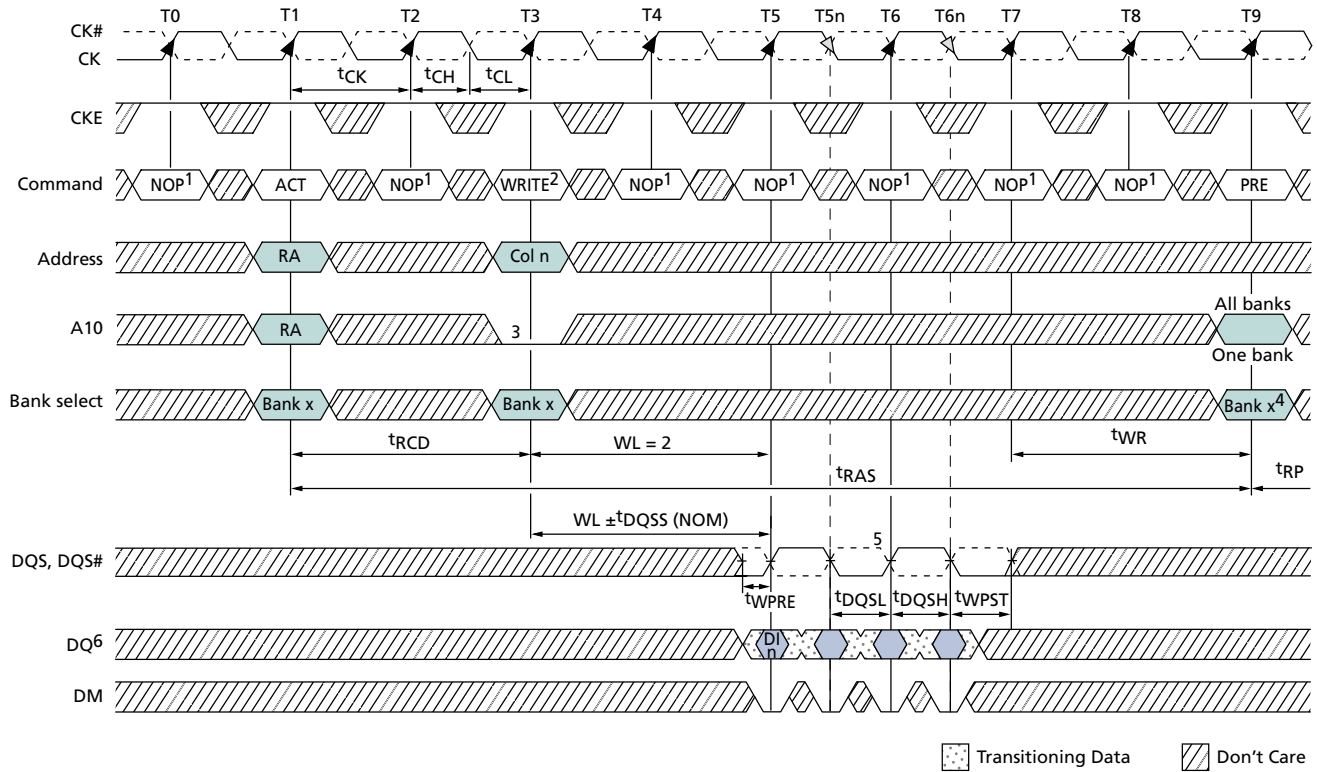 T0 T1 T2 T3 T4 T5 T5n T6 T6n T7 T8 T9
CK#
CK
tCK tCH tCL
CKE
Command NOP1 ACT NOP1 WRITE2 NOP1 NOP1 NOP1 NOP1 NOP1 PRE
Address RA Col n
All banks
A10 RA 3
One bank
Bank select Bank x Bank x Bank x4
tRCD WL = 2 tWR
tRAS tRP
WL ±tDQSS (NOM)
5
DQS, DQS#
tWPRE tDQSL tDQSH tWPST
DQ6 DI
n
DM
Transitioning Data Don't Care